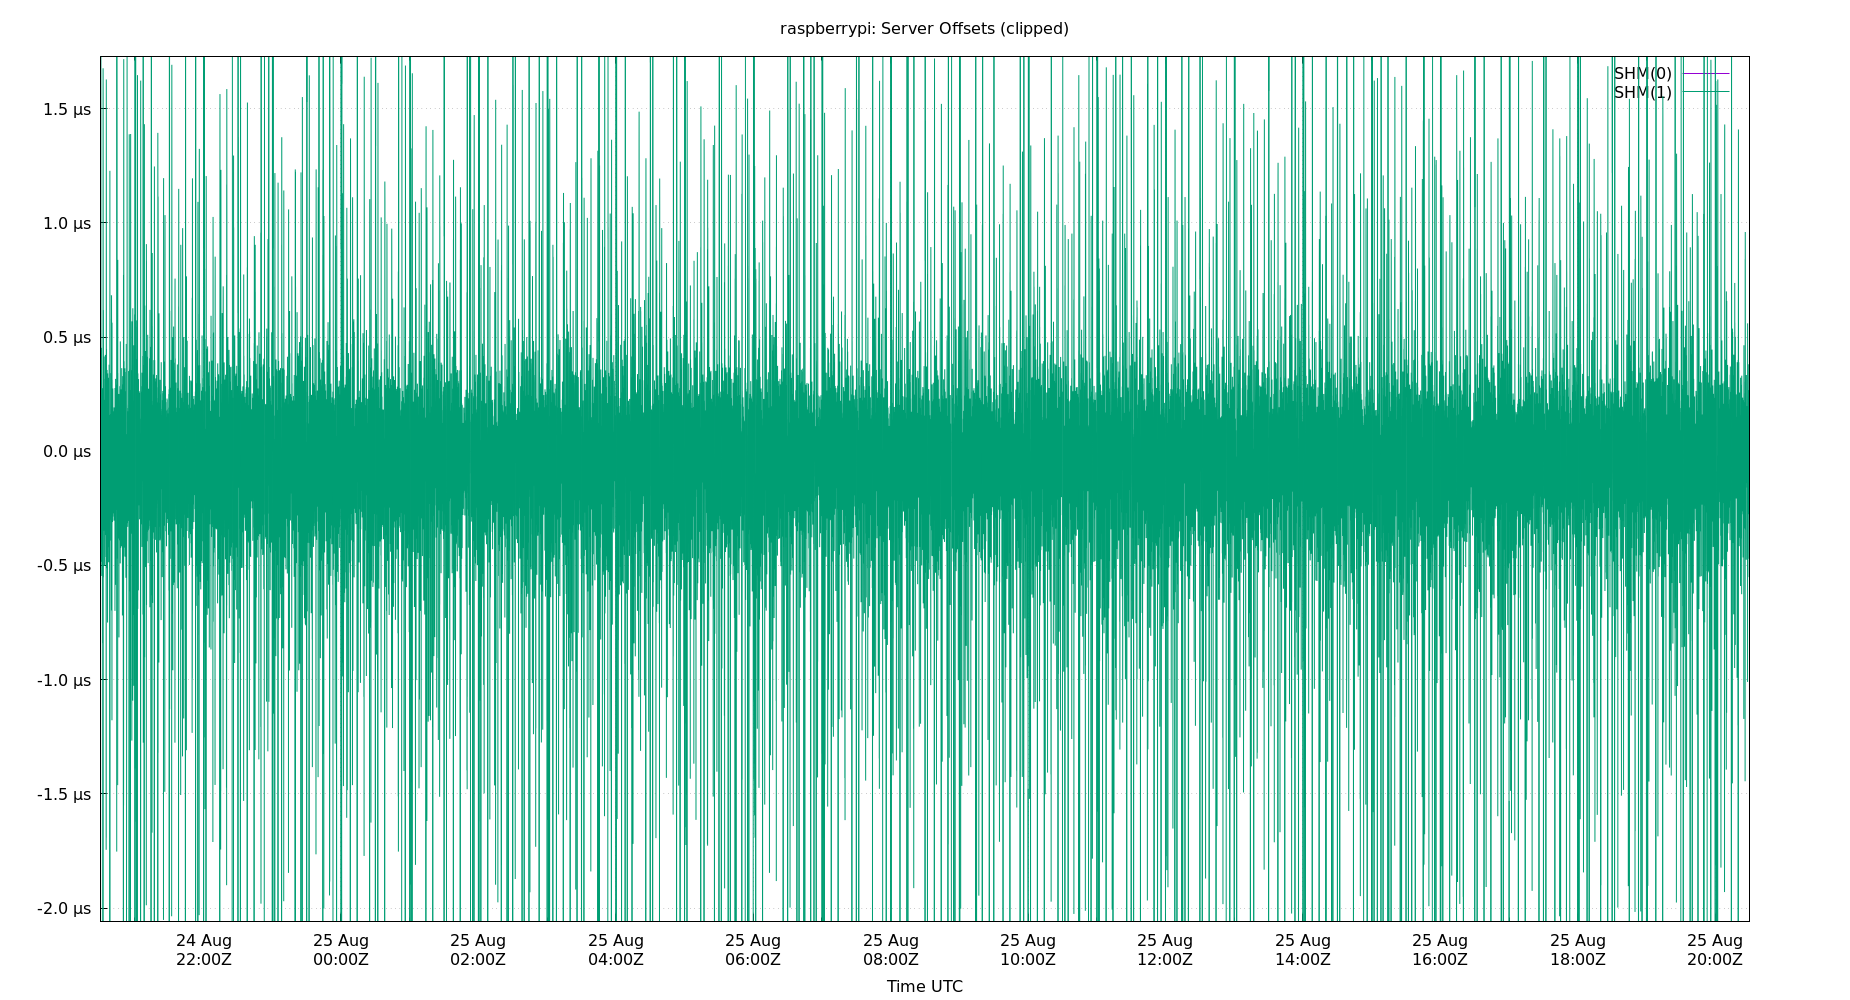 raspberrypi: Server Offsets (clipped)
SHM(0)
SHM(1)
1.5 µs
1.0 µs
0.5 µs
0.0 µs
-0.5 µs
-1.0 µs
-1.5 µs
-2.0 µs
24 Aug 25 Aug 25 Aug 25 Aug 25 Aug 25 Aug 25 Aug 25 Aug 25 Aug 25 Aug 25 Aug 25 Aug
22:00Z 00:00Z 02:00Z 04:00Z 06:00Z 08:00Z 10:00Z 12:00Z 14:00Z 16:00Z 18:00Z 20:00Z
Time UTC